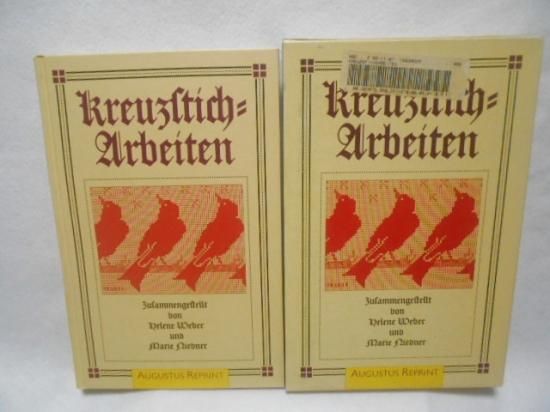 Kreuzstich-
Arbeiten
Zusammengestellt
von
Helene Weber
und
Marie Niedner
AUGUSTUS REPRINT
Kreuzstich-
Arbeiten
Zusammengestellt
von
Helene Weber
und
Marie Niedner
AUGUSTUS REPRINT